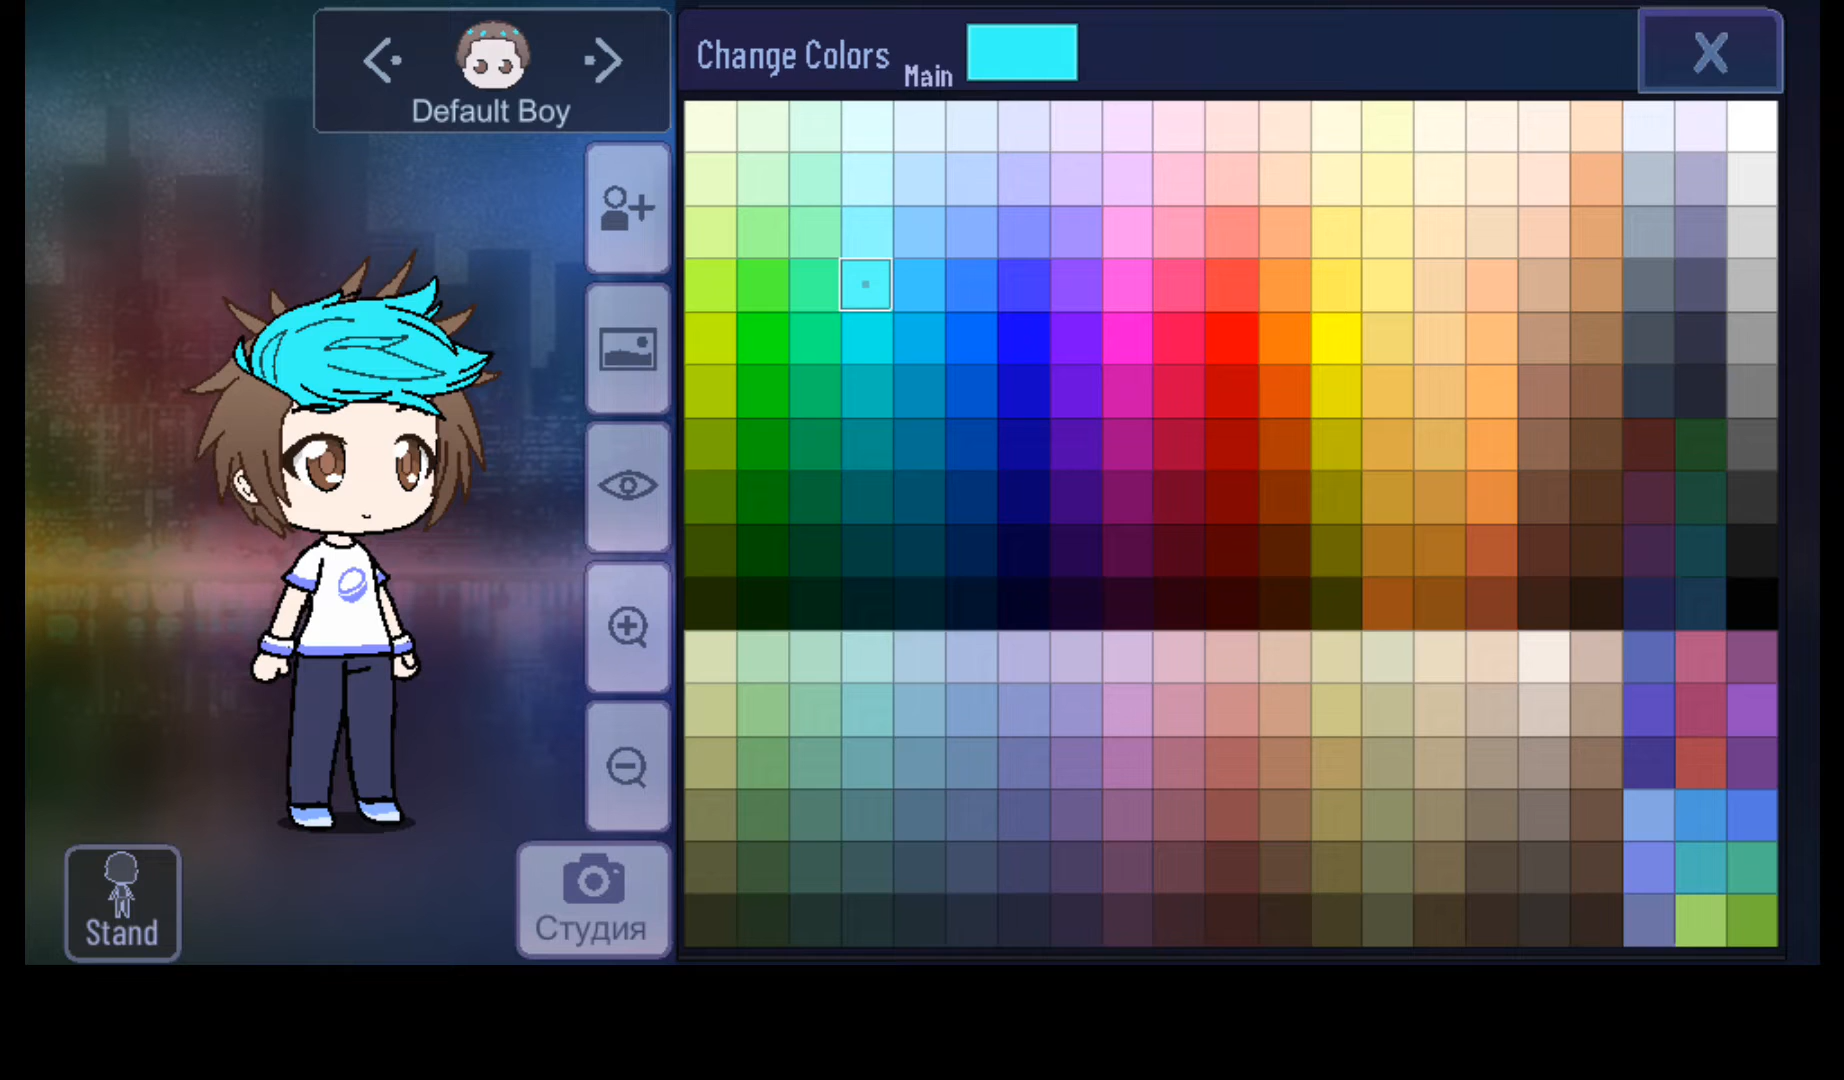 Default Boy
Change Colors
Main
X
Stand
Студия